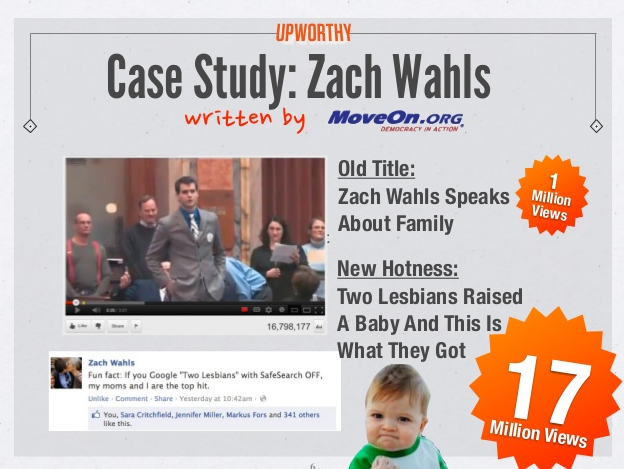 UPWORTHY
Case Study: Zach Wahls
written by MoveOn.ORG
DEMOCRACY IN ACTION
Old Title:
Zach Wahls Speaks
About Family
1
Million
Views
:
New Hotness:
Two Lesbians Raised
A Baby And This Is
What They Got
17
Million Views
Like
Share
16,798,177
Zach Wahls
Fun fact: If you Google "Two Lesbians" with SafeSearch OFF,
my moms and I are the top hit.
Unlike · Comment · Share · Yesterday at 10:42am ·
You, Sara Critchfield, Jennifer Miller, Markus Fors and 341 others
like this.
6